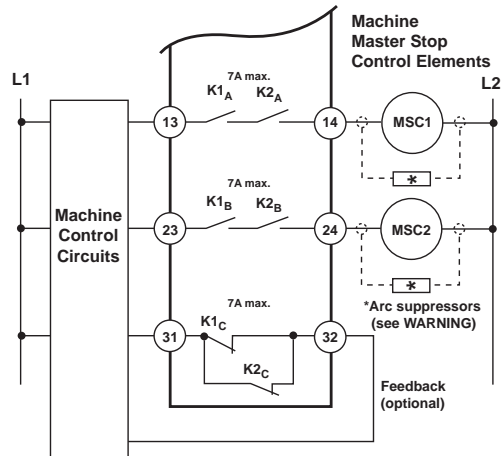 Machine
Master Stop
Control Elements
L1
L2
7A max.
K1A K2A
13
14
MSC1
*
7A max.
K1B K2B
Machine
Control
Circuits
23
24
MSC2
*
*Arc suppressors
(see WARNING)
7A max.
K1C
31
32
K2C
Feedback
(optional)